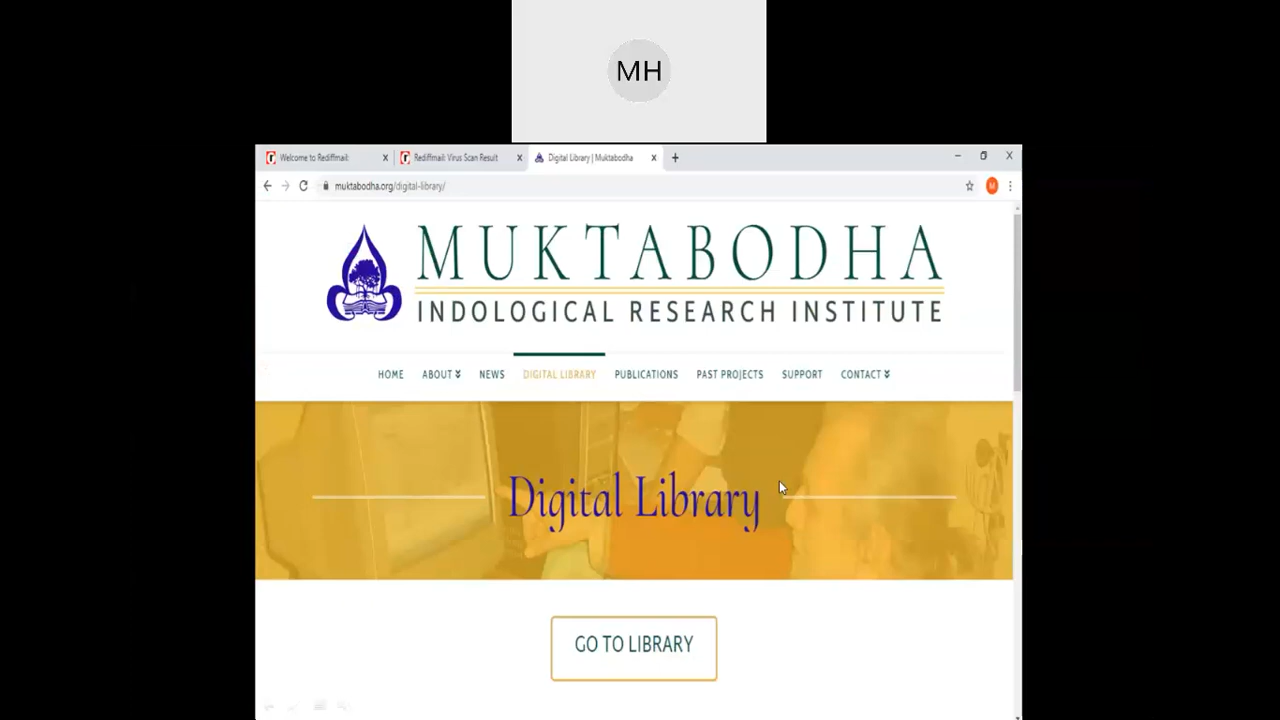 MH
Welcome to Rediffmail:
Rediffmail: Virus Scan Result
Digital Library | Muktabodha
muktabodha.org/digital-library/
M
MUKTABODHA
INDOLOGICAL RESEARCH INSTITUTE
HOME ABOUT NEWS DIGITAL LIBRARY PUBLICATIONS PAST PROJECTS SUPPORT CONTACT
Digital Library
GO TO LIBRARY